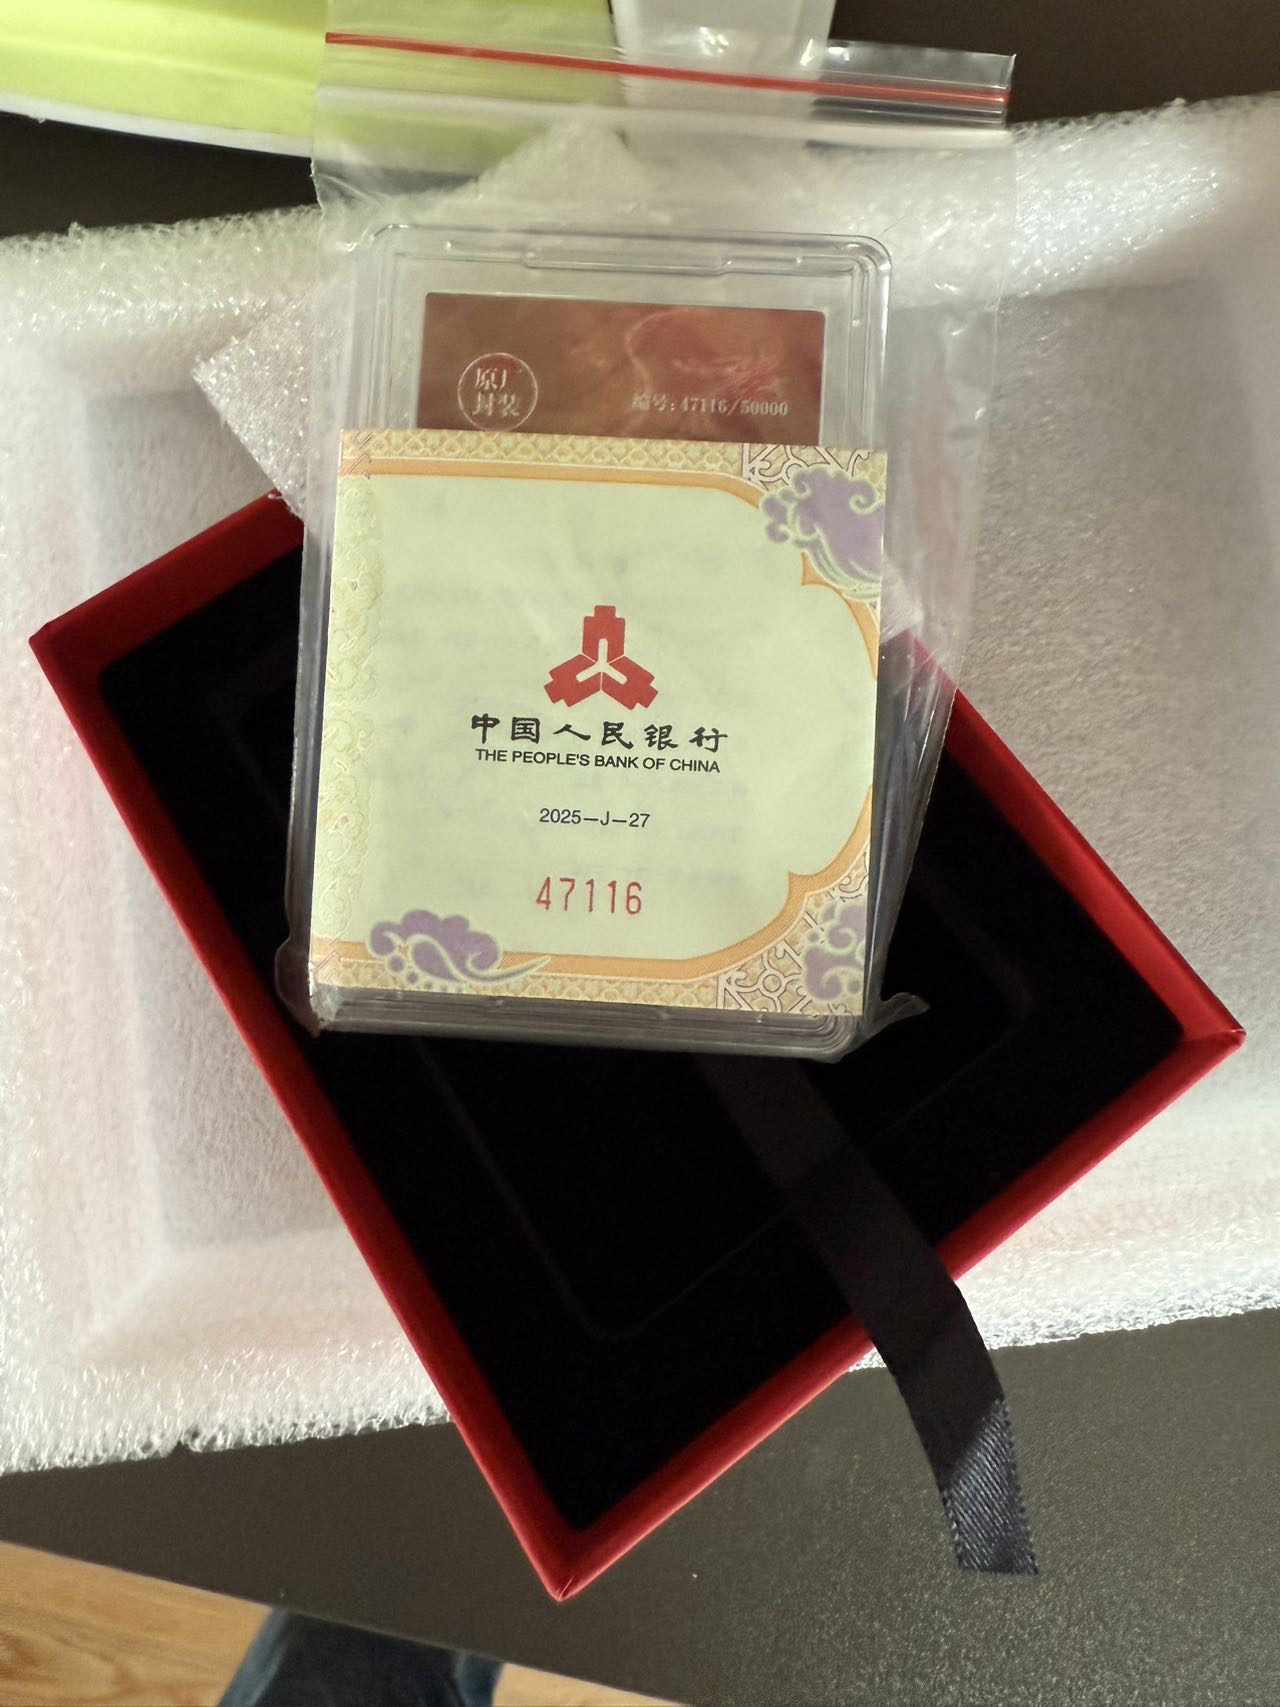 原厂
封装
编号:47116/50000
中国人民银行
THE PEOPLE'S BANK OF CHINA
2025—J—27
47116